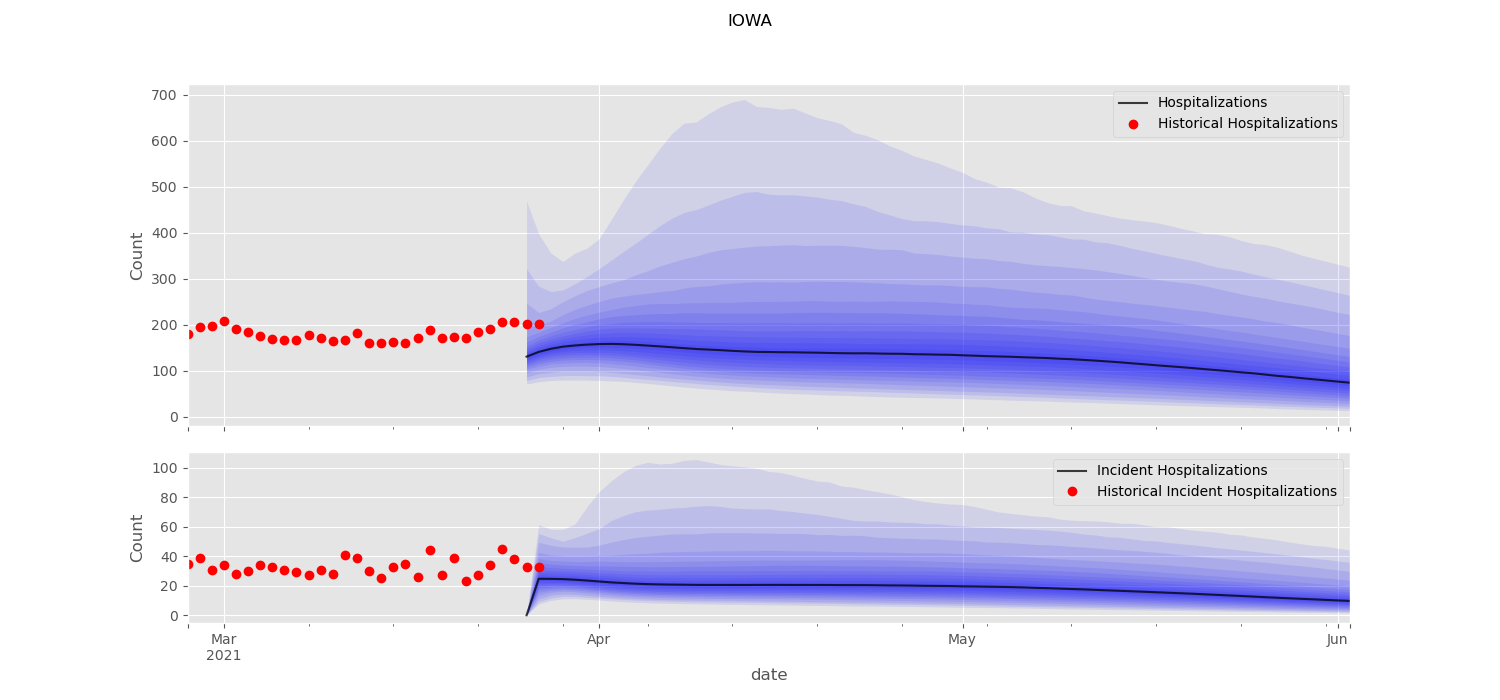 IOWA
700
600
500
400
300
200
100
0
Count
Hospitalizations
Historical Hospitalizations
100
80
60
40
20
0
Count
Incident Hospitalizations
Historical Incident Hospitalizations
Mar
2021
Apr
May
Jun
date